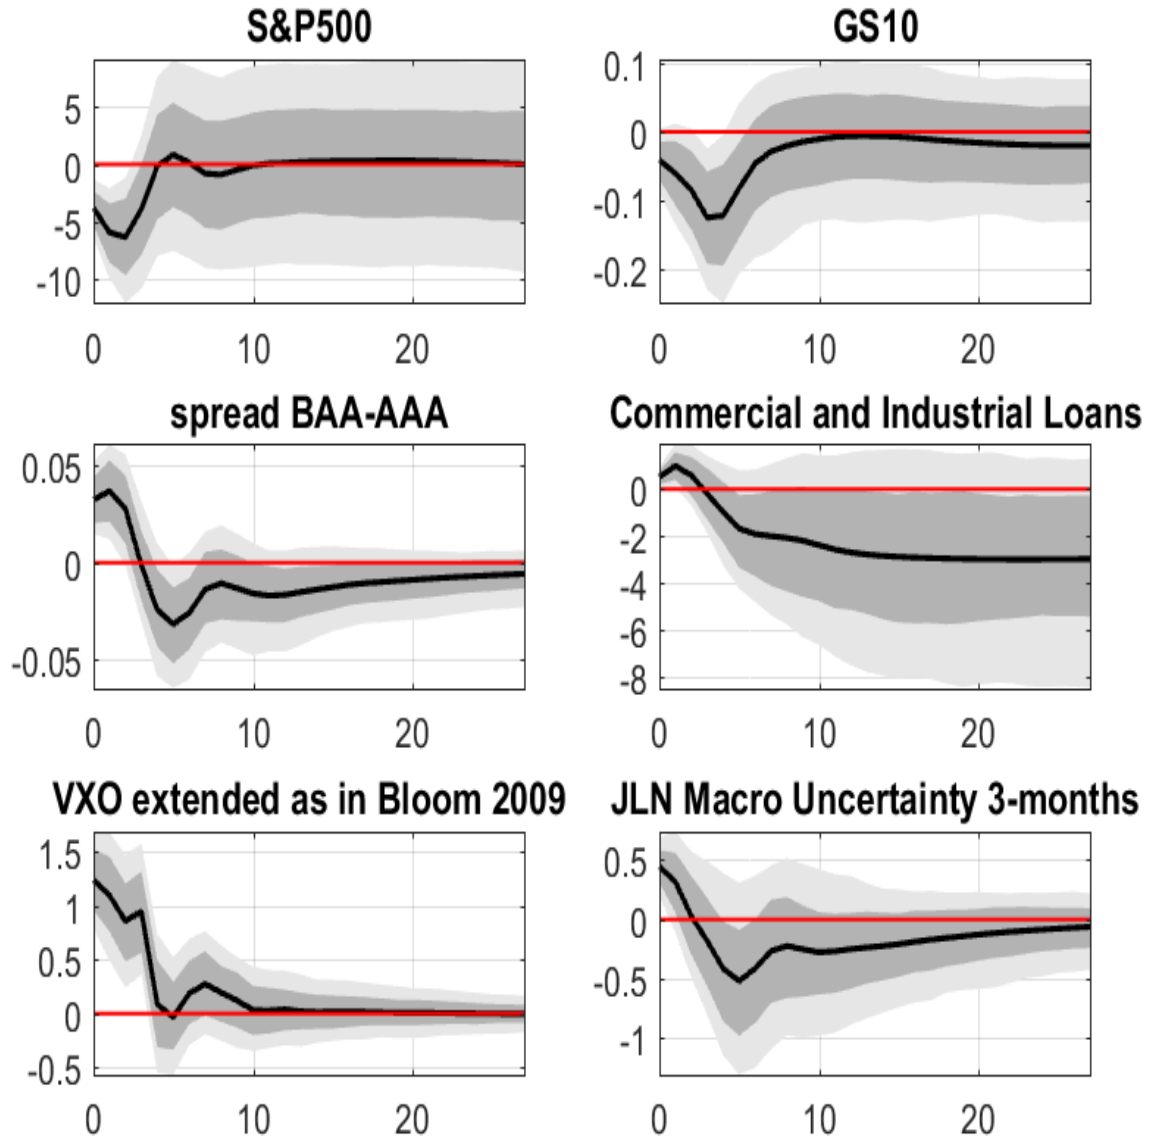 S&P500
5
0
-5
-10
0 10 20
GS10
0.1
0
-0.1
-0.2
0 10 20
spread BAA-AAA
0.05
0
-0.05
0 10 20
Commercial and Industrial Loans
0
-2
-4
-6
-8
0 10 20
VXO extended as in Bloom 2009
1.5
1
0.5
0
-0.5
0 10 20
JLN Macro Uncertainty 3-months
0.5
0
-0.5
-1
0 10 20